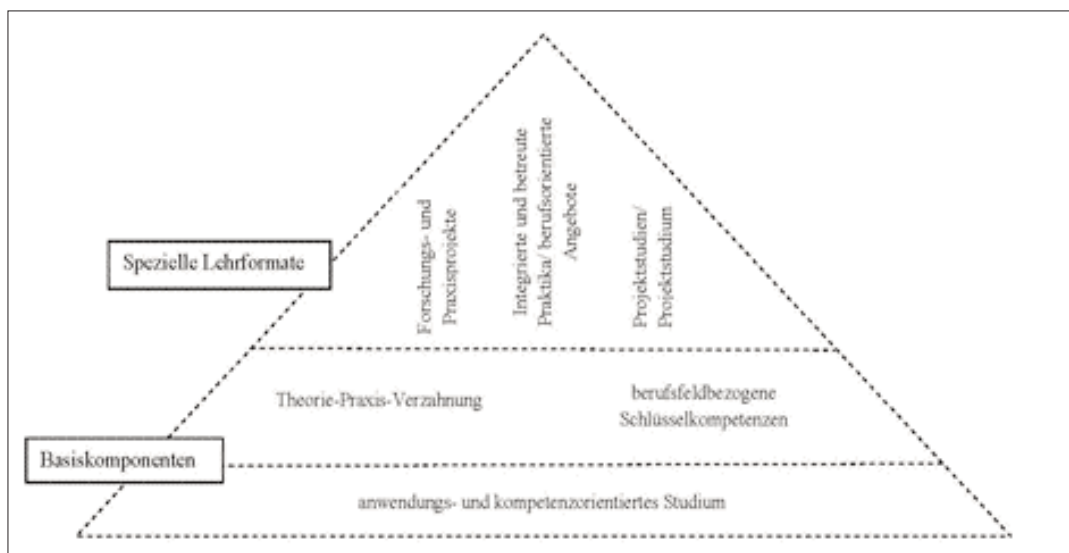 Forschungs- und
Praxisprojekte
Integrierte und betreute
Praktika/ berufsorientierte
Angebote
Projektstudien/
Projektstudium
Spezielle Lehrformate
Theorie-Praxis-Verzahnung
berufsfeldbezogene
Schlüsselkompetenzen
Basiskomponenten
anwendungs- und kompetenzorientiertes Studium